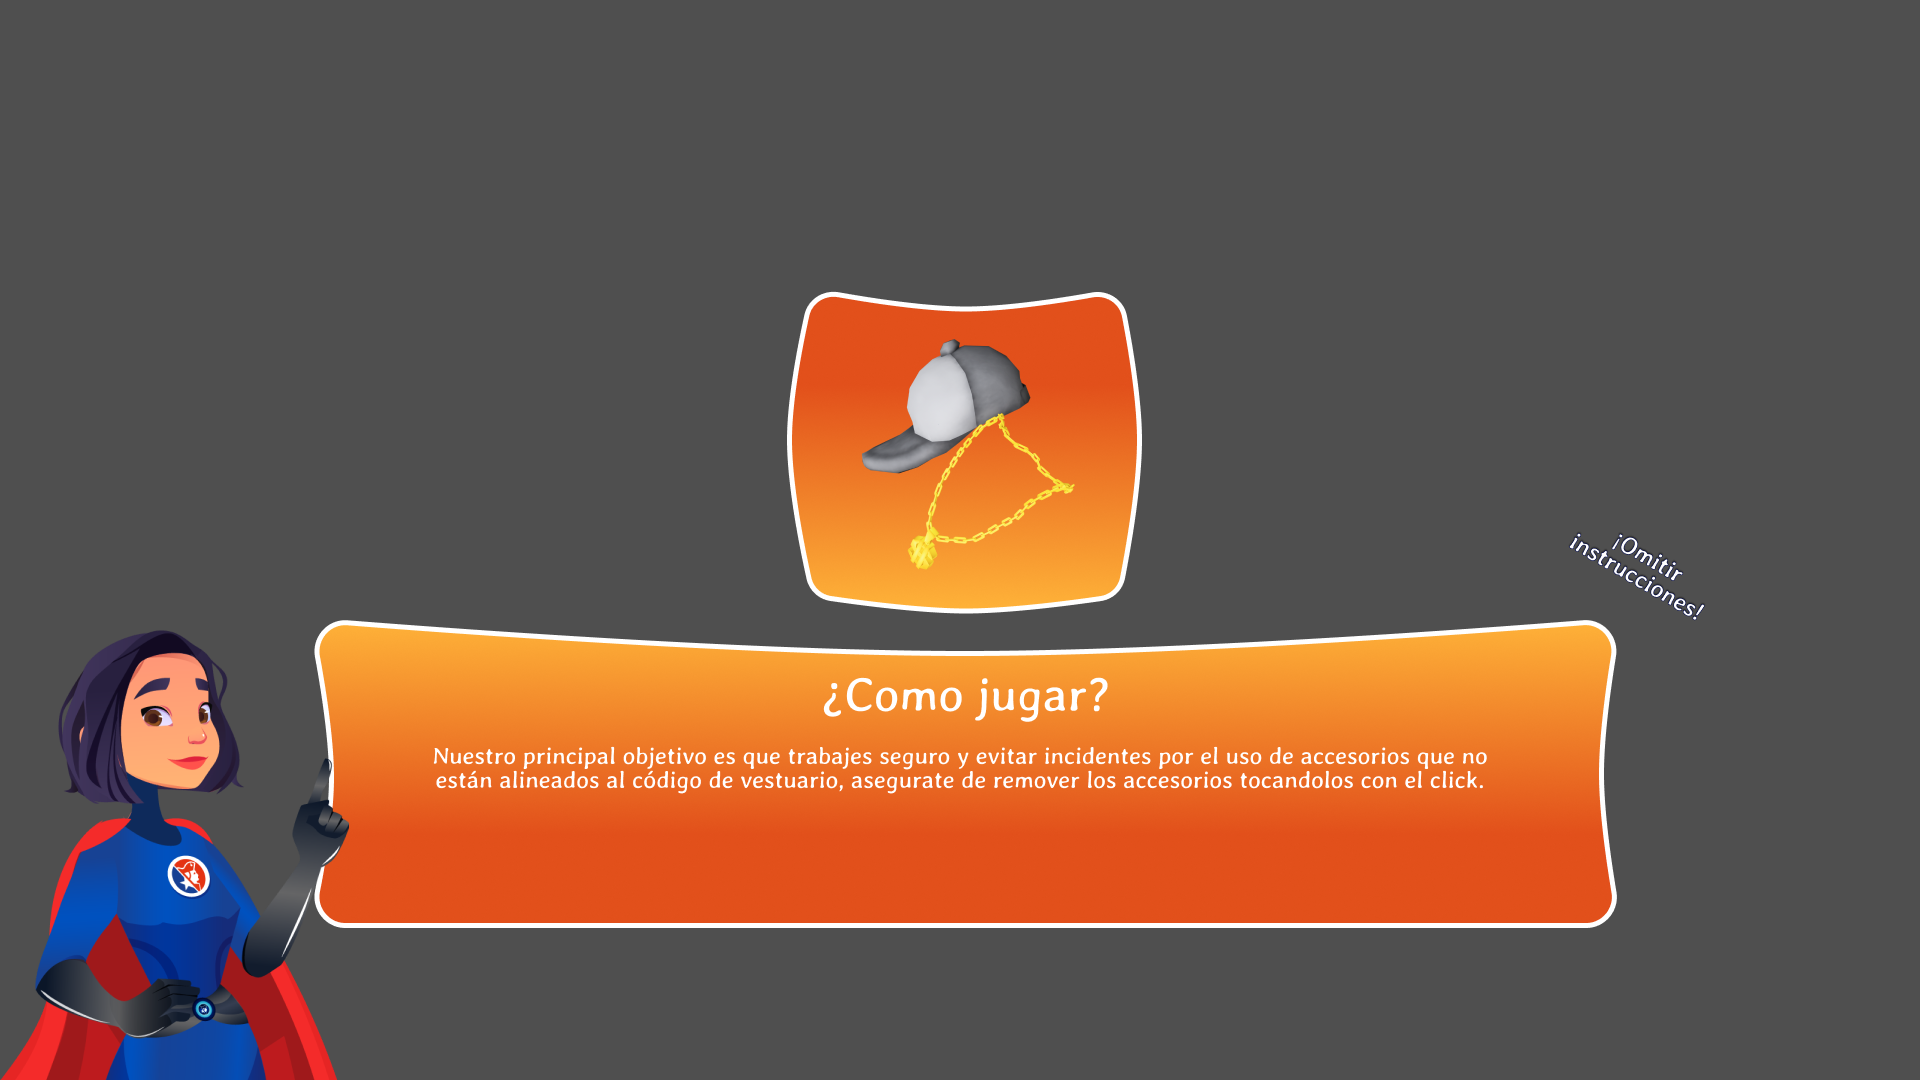 ¡Omitir
instrucciones!
¿Como jugar?
Nuestro principal objetivo es que trabajes seguro y evitar incidentes por el uso de accesorios que no
están alineados al código de vestuario, asegurate de remover los accesorios tocandolos con el click.